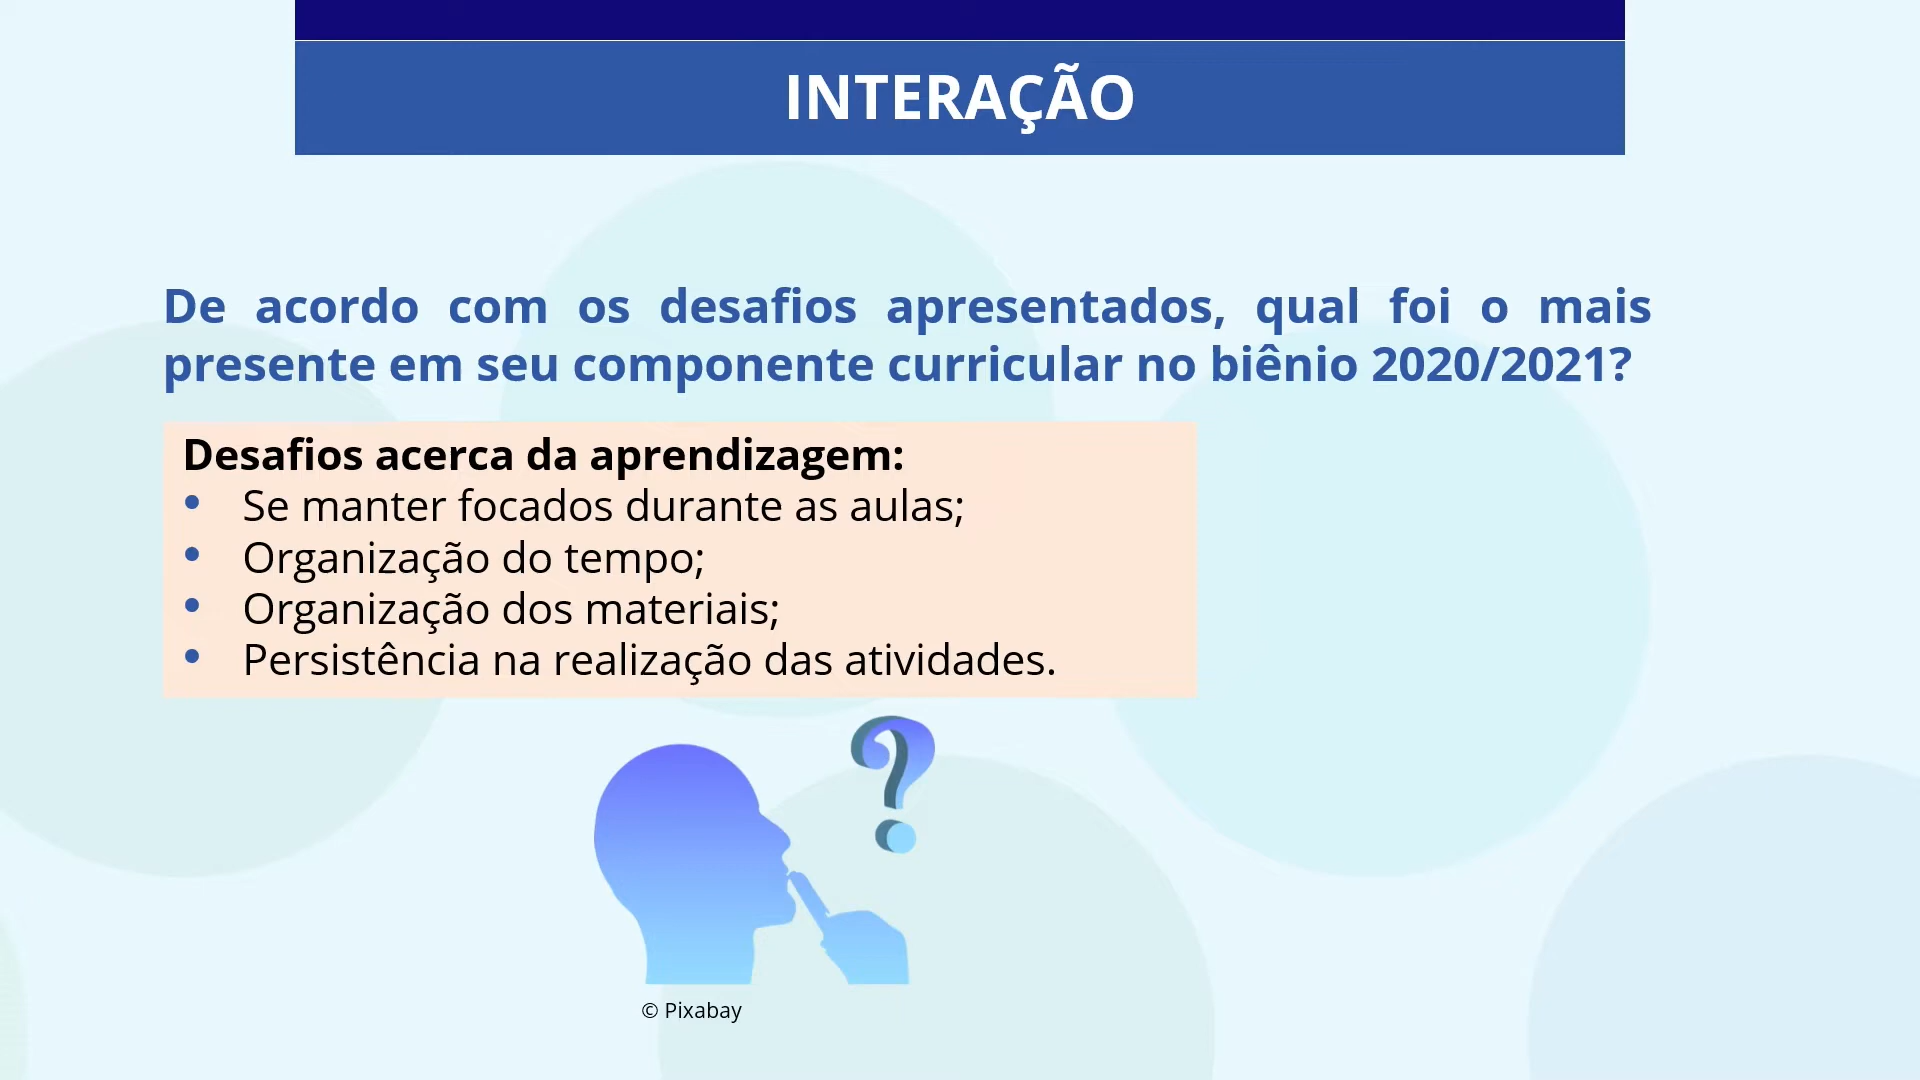 INTERAÇÃO
De acordo com os desafios apresentados, qual foi o mais
presente em seu componente curricular no biênio 2020/2021?
Desafios acerca da aprendizagem:
• Se manter focados durante as aulas;
• Organização do tempo;
• Organização dos materiais;
• Persistência na realização das atividades.
?
© Pixabay